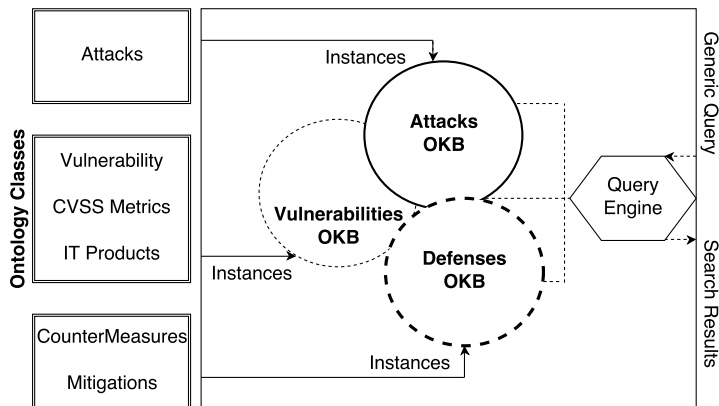 Ontology Classes
Attacks
Vulnerability
CVSS Metrics
IT Products
CounterMeasures
Mitigations
Instances
Attacks
OKB
Vulnerabilities
OKB
Instances
Defenses
OKB
Instances
Query
Engine
Generic Query
Search Results